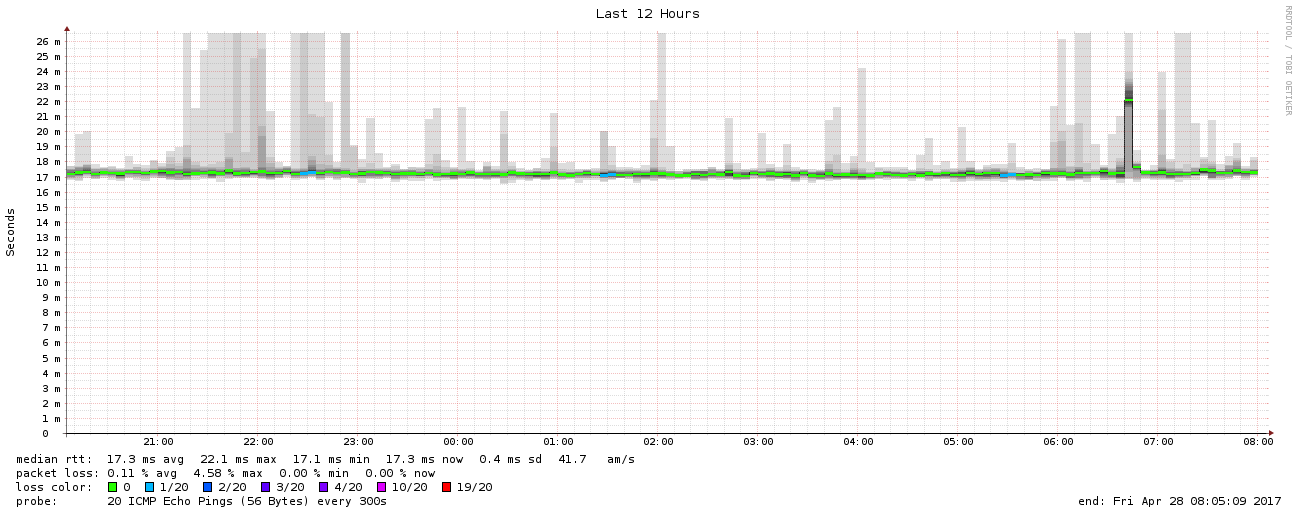 Last 12 Hours
RRDTOOL / TOBI OETIKER
Seconds
26 m
25 m
24 m
23 m
22 m
21 m
20 m
19 m
18 m
17 m
16 m
15 m
14 m
13 m
12 m
11 m
10 m
9 m
8 m
7 m
6 m
5 m
4 m
3 m
2 m
1 m
0
21:00 22:00 23:00 00:00 01:00 02:00 03:00 04:00 05:00 06:00 07:00 08:00
median rtt: 17.3 ms avg 22.1 ms max 17.1 ms min 17.3 ms now 0.4 ms sd 41.7 am/s
packet loss: 0.11 % avg 4.58 % max 0.00 % min 0.00 % now
loss color: 0 1/20 2/20 3/20 4/20 10/20 19/20
probe: 20 ICMP Echo Pings (56 Bytes) every 300s end: Fri Apr 28 08:05:09 2017